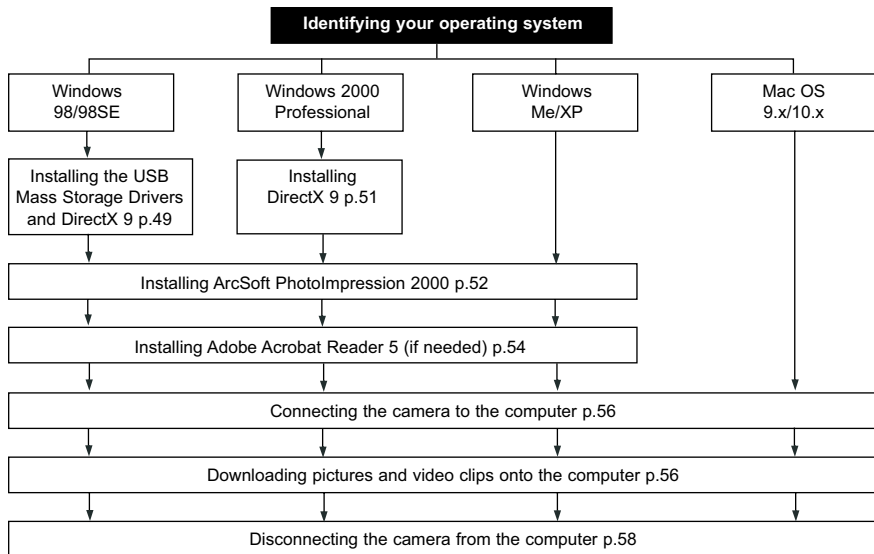 Identifying your operating system
Windows
98/98SE
Windows 2000
Professional
Windows
Me/XP
Mac OS
9.x/10.x
Installing the USB
Mass Storage Drivers
and DirectX 9 p.49
Installing
DirectX 9 p.51
Installing ArcSoft PhotoImpression 2000 p.52
Installing Adobe Acrobat Reader 5 (if needed) p.54
Connecting the camera to the computer p.56
Downloading pictures and video clips onto the computer p.56
Disconnecting the camera from the computer p.58